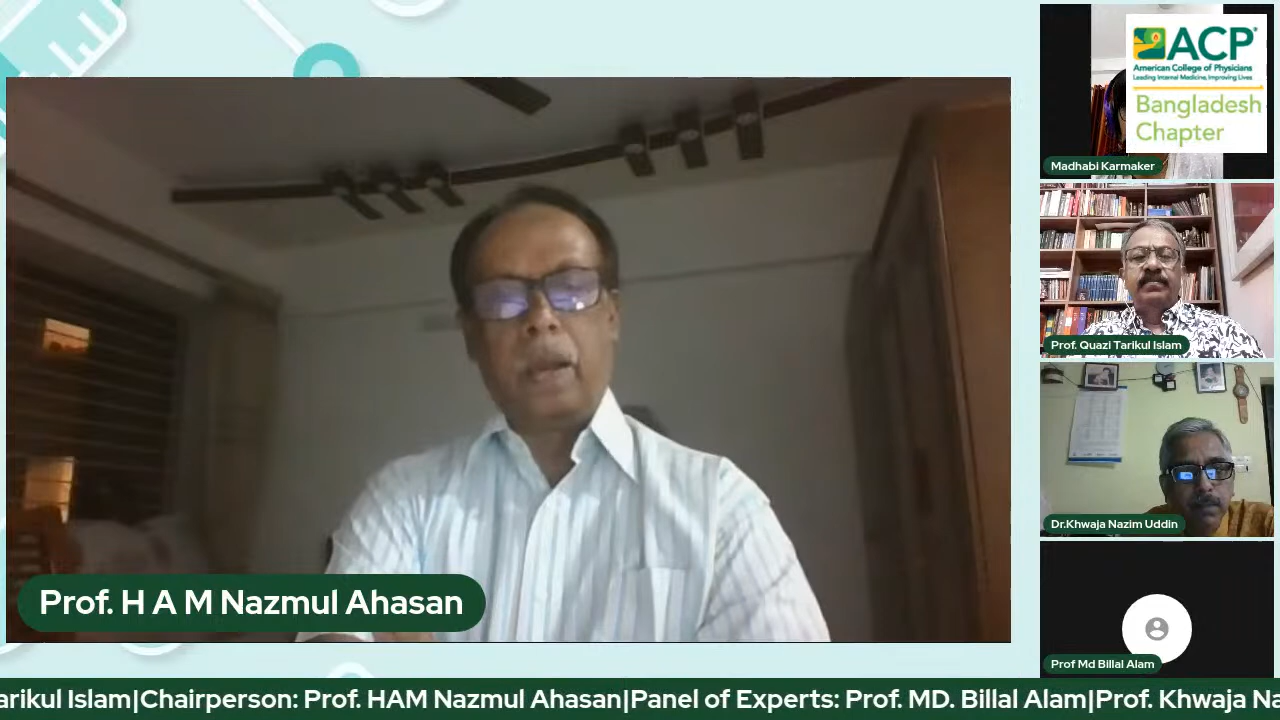 ACP
American College of Physicians
Leading Internal Medicine, Improving Lives
Bangladesh
Chapter
Madhabi Karmaker
Prof. Quazi Tarikul Islam
Dr.Khwaja Nazim Uddin
Prof Md Billal Alam
Prof. H A M Nazmul Ahasan
arikul Islam|Chairperson: Prof. HAM Nazmul Ahasan|Panel of Experts: Prof. MD. Billal Alam|Prof. Khwaja Na